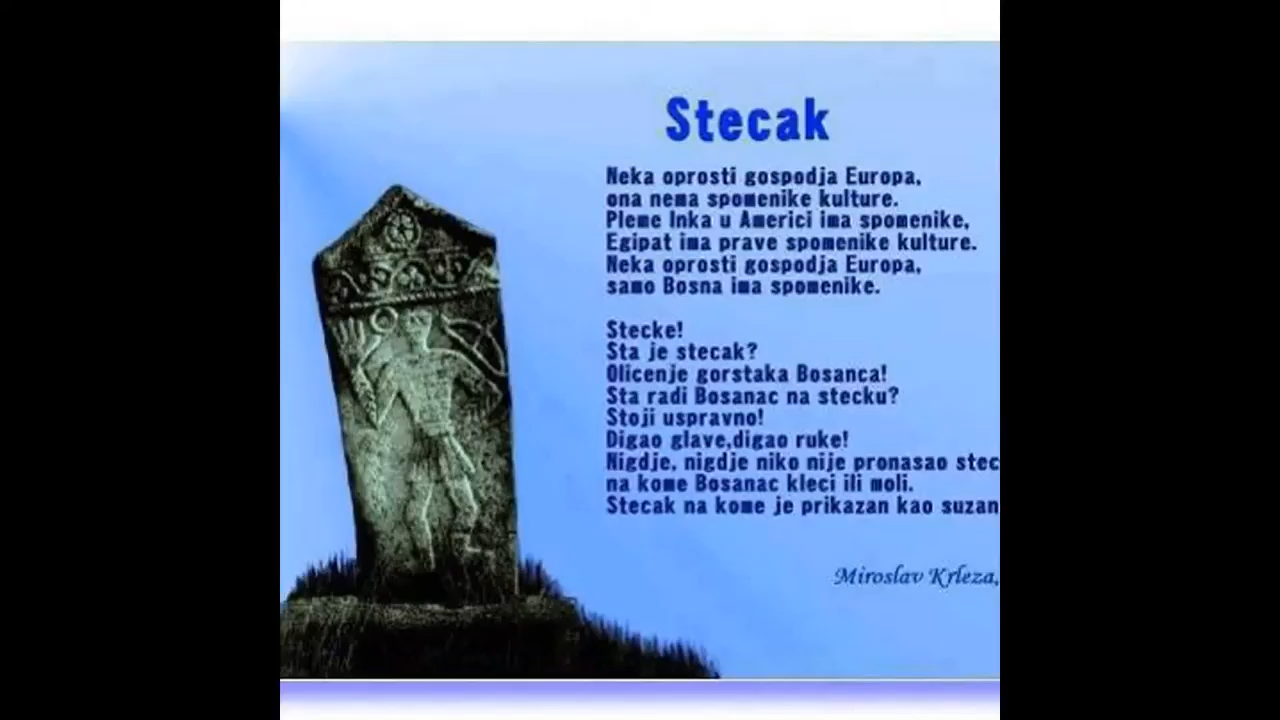 Stecak
Neka oprosti gospodja Europa,
ona nema spomenike kulture.
Pleme Inka u Americi ima spomenike,
Egipat ima prave spomenike kulture.
Neka oprosti gospodja Europa,
samo Bosna ima spomenike.
Stecke!
Sta je stecak?
Olicenje gorstaka Bosanca!
Sta radi Bosanac na stecku?
Stoji uspravno!
Digao glave,digao ruke!
Nigdje, nigdje niko nije pronasao stec
na kome Bosanac kleci ili moli.
Stecak na kome je prikazan kao suzan
Miroslav Krleza,